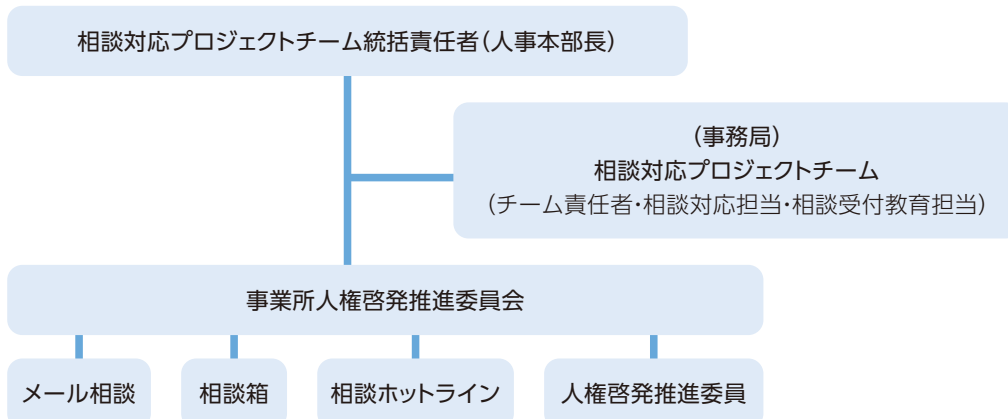 相談対応プロジェクトチーム統括責任者(人事本部長)
(事務局)
相談対応プロジェクトチーム
(チーム責任者・相談対応担当・相談受付教育担当)
事業所人権啓発推進委員会
メール相談
相談箱
相談ホットライン
人権啓発推進委員